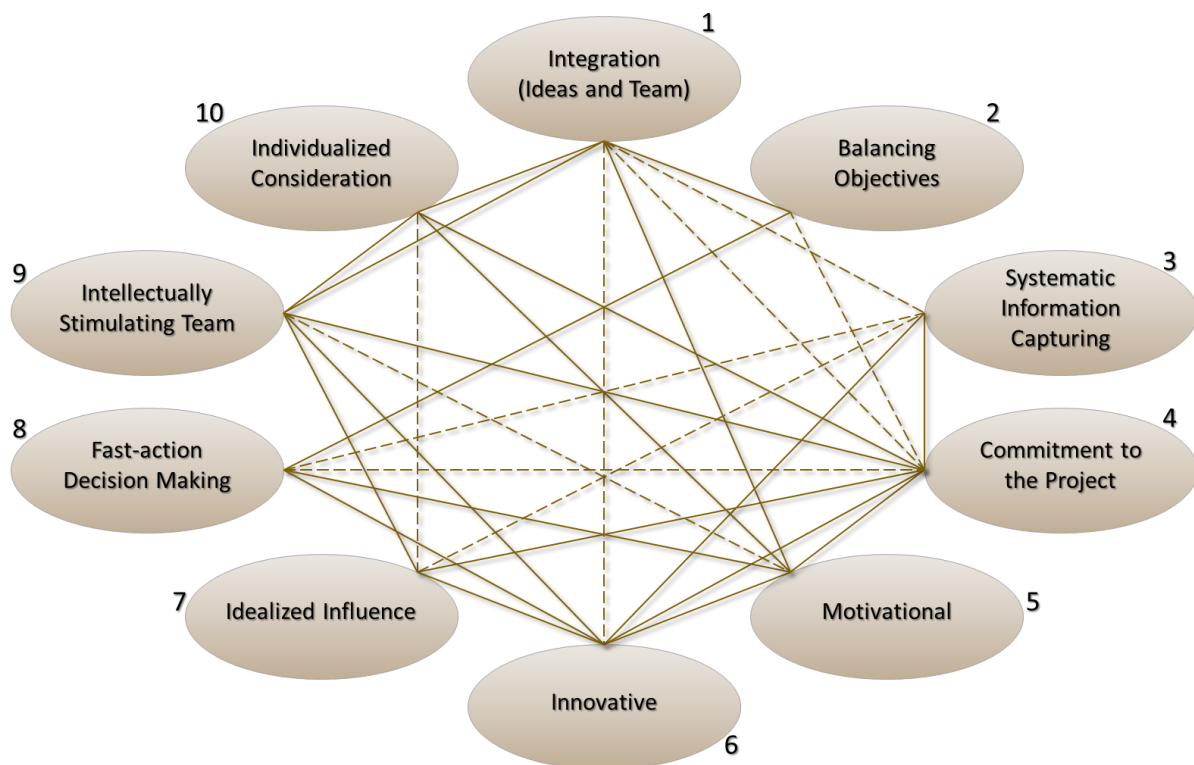 1
Integration
(Ideas and Team)
2
Balancing
Objectives
3
Systematic
Information
Capturing
4
Commitment to
the Project
5
Motivational
6
Innovative
7
Idealized Influence
8
Fast-action
Decision Making
9
Intellectually
Stimulating Team
10
Individualized
Consideration